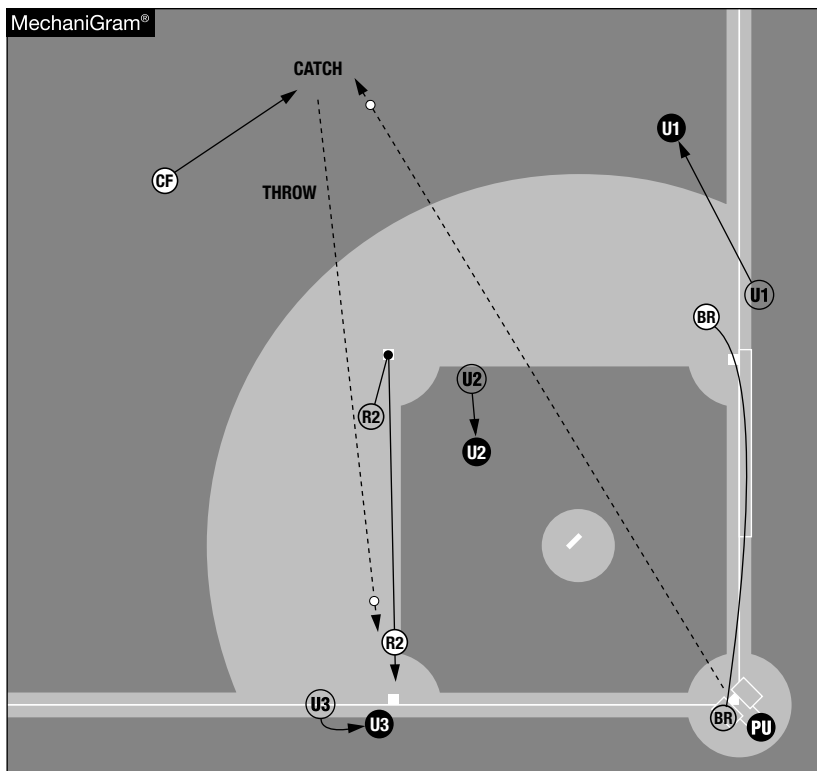 MechaniGram®
CATCH
U1
CF
THROW
U1
BR
U2
R2
U2
R2
U3
U3
BR
PU